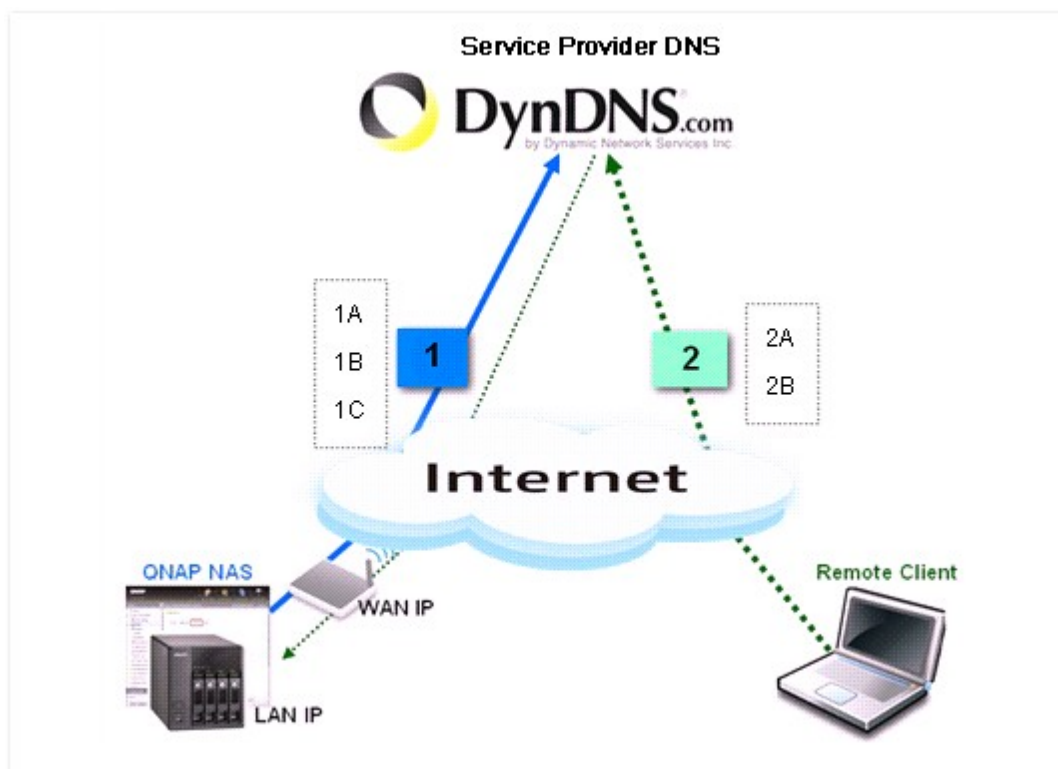 Service Provider DNS
DynDNS.com
by Dynamic Network Services Inc
1A
1B
1C
1
2
2A
2B
Internet
QNAP NAS
WAN IP
LAN IP
Remote Client